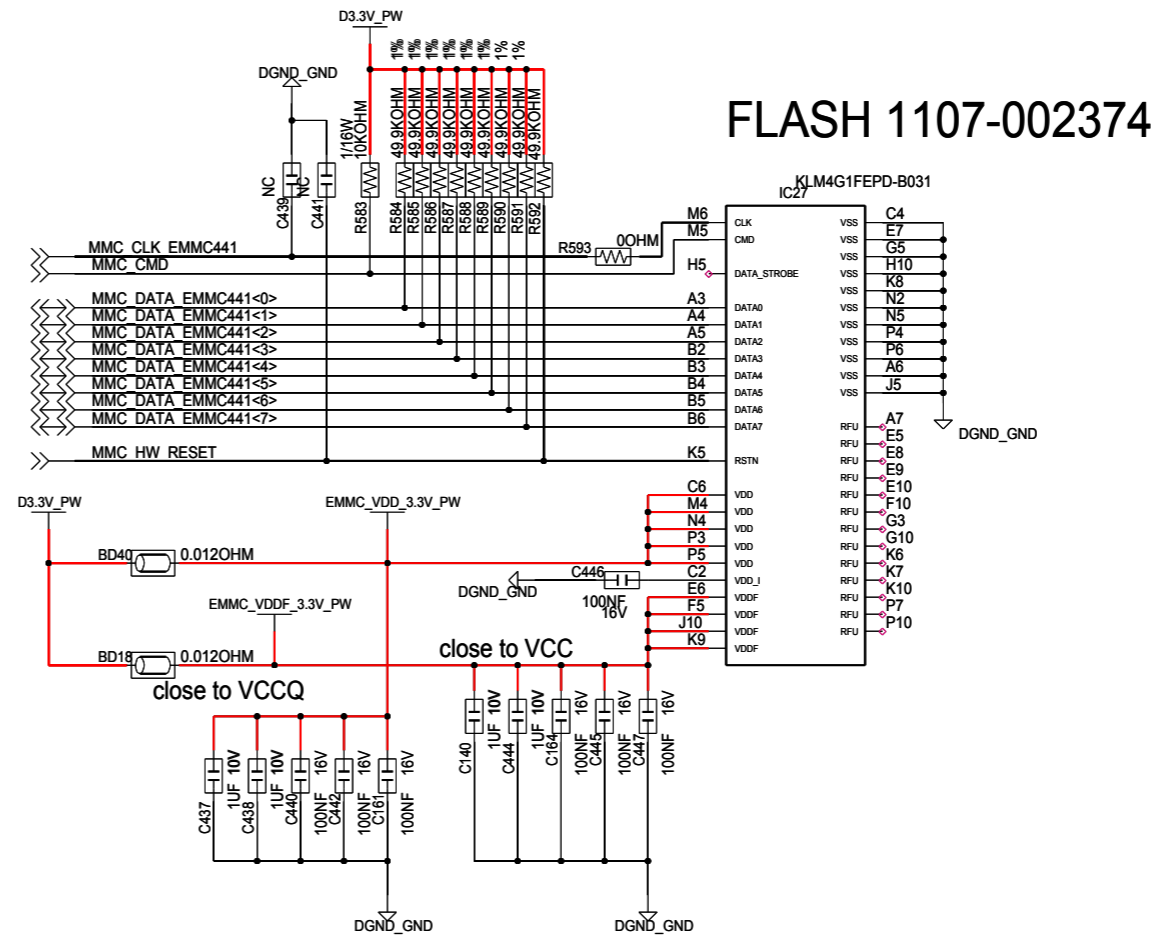 D3.3V_PW
1% 1% 1% 1% 1% 1% 1% 1%
DGND_GND
FLASH 1107-002374
1/16W
10KOHM
49.9KOHM 49.9KOHM 49.9KOHM 49.9KOHM 49.9KOHM 49.9KOHM 49.9KOHM 49.9KOHM 49.9KOHM
NC NC
C439 C441 R583 R584 R585 R586 R587 R588 R589 R590 R591 R592
KLM4G1FEPD-B031
IC27
MMC_CLK_EMMC441 R593 0OHM M6 CLK VSS C4
MMC_CMD M5 CMD VSS E7
VSS G5
H5 DATA_STROBE VSS H10
VSS K8
MMC_DATA_EMMC441<0> A3 DATA0 VSS N2
MMC_DATA_EMMC441<1> A4 DATA1 VSS N5
MMC_DATA_EMMC441<2> A5 DATA2 VSS P4
MMC_DATA_EMMC441<3> B2 DATA3 VSS P6
MMC_DATA_EMMC441<4> B3 DATA4 VSS A6
MMC_DATA_EMMC441<5> B4 DATA5 VSS J5
MMC_DATA_EMMC441<6> B5 DATA6
MMC_DATA_EMMC441<7> B6 DATA7 RFU A7
DGND_GND
RFU E5
MMC_HW_RESET K5 RSTN RFU E8
RFU E9
D3.3V_PW EMMC_VDD_3.3V_PW C6 VDD RFU E10
M4 VDD RFU F10
N4 VDD RFU G3
P3 VDD RFU G10
BD40 0.012OHM P5 VDD RFU K6
DGND_GND C446 100NF 16V C2 VDD_I RFU K7
EMMC_VDDF_3.3V_PW E6 VDDF RFU K10
F5 VDDF RFU P7
J10 VDDF RFU P10
K9 VDDF
BD18 0.012OHM close to VCC
close to VCCQ
C140 1UF 10V C444 1UF 10V C164 100NF 16V C445 100NF 16V C447 100NF 16V
C437 1UF 10V C438 1UF 10V C440 100NF 16V C442 100NF 16V C161 100NF 16V
DGND_GND DGND_GND